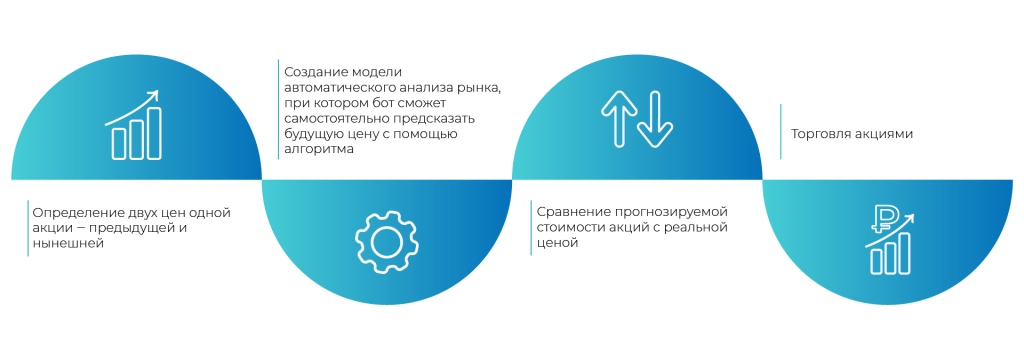 Определение двух цен одной
акции – предыдущей и
нынешней
Создание модели
автоматического анализа рынка,
при котором бот сможет
самостоятельно предсказать
будущую цену с помощью
алгоритма
Сравнение прогнозируемой
стоимости акций с реальной
ценой
Торговля акциями